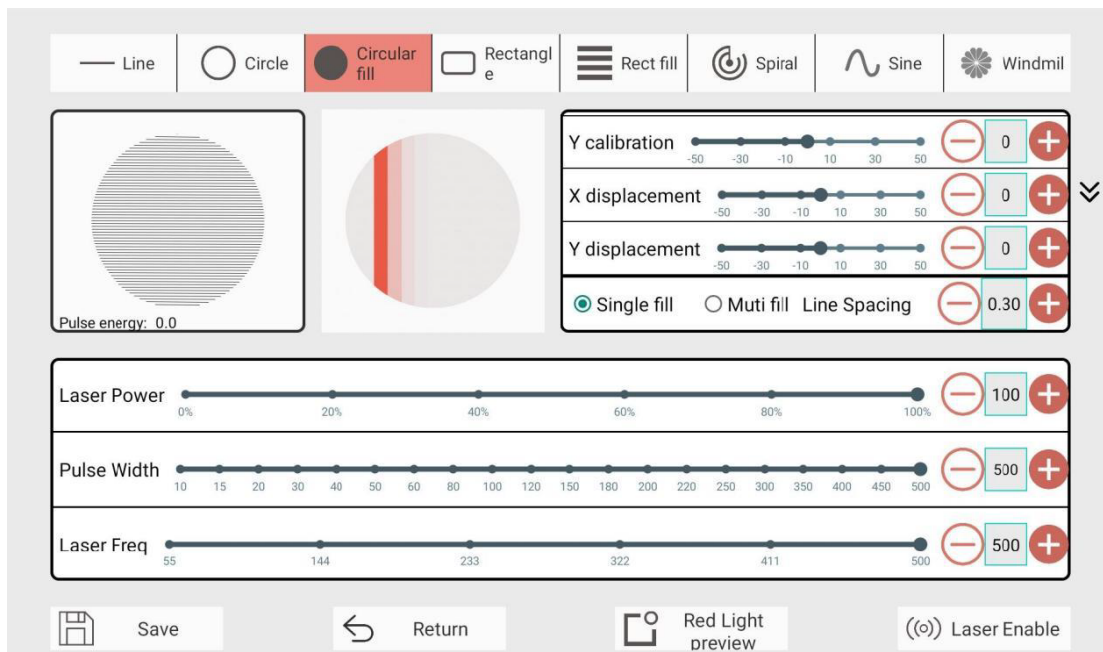 Line
Circle
Circular
fill
Rectangl
e
Rect fill
Spiral
Sine
Windmil
Pulse energy: 0.0
Y calibration
-50 -30 -10 10 30 50
0
X displacement
-50 -30 -10 10 30 50
0
Y displacement
-50 -30 -10 10 30 50
0
Single fill
Muti fill
Line Spacing
0.30
Laser Power
0% 20% 40% 60% 80% 100%
100
Pulse Width
10 15 20 30 40 50 60 80 100 120 150 180 200 220 250 300 350 400 450 500
500
Laser Freq
55 144 233 322 411 500
500
Save
Return
Red Light
preview
Laser Enable